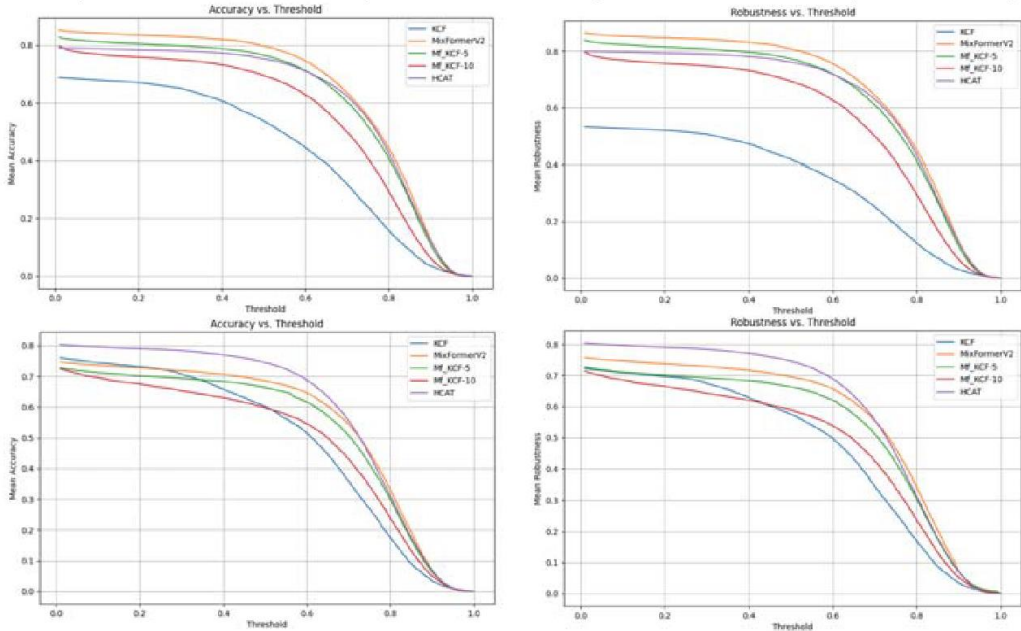 Accuracy vs. Threshold
Mean Accuracy
0.8
0.6
0.4
0.2
0.0
KCF
MixFormerV2
Mf_KCF-5
Mf_KCF-10
HCAT
0.0 0.2 0.4 0.6 0.8 1.0
Threshold
Robustness vs. Threshold
Mean Robustness
0.8
0.6
0.4
0.2
0.0
KCF
MixFormerV2
Mf_KCF-5
Mf_KCF-10
HCAT
0.0 0.2 0.4 0.6 0.8 1.0
Threshold
Accuracy vs. Threshold
Mean Accuracy
0.8
0.7
0.6
0.5
0.4
0.3
0.2
0.1
0.0
KCF
MixFormerV2
Mf_KCF-5
Mf_KCF-10
HCAT
0.0 0.2 0.4 0.6 0.8 1.0
Threshold
Robustness vs. Threshold
Mean Robustness
0.8
0.7
0.6
0.5
0.4
0.3
0.2
0.1
0.0
KCF
MixFormerV2
Mf_KCF-5
Mf_KCF-10
HCAT
0.0 0.2 0.4 0.6 0.8 1.0
Threshold